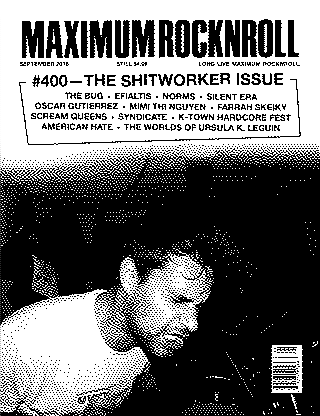 MAXIMUM ROCKNROLL
SEPTEMBER 2016 STILL $4.99 LONG LIVE MAXIMUM ROCKNROLL
#400—THE SHITWORKER ISSUE
THE BUG • EFIALTIS • NORMS • SILENT ERA
OSCAR GUTIERREZ • MIMI THI NGUYEN • FARRAH SKEIKY
SCREAM QUEENS • SYNDICATE • K-TOWN HARDCORE FEST
AMERICAN HATE • THE WORLDS OF URSULA K. LEGUIN